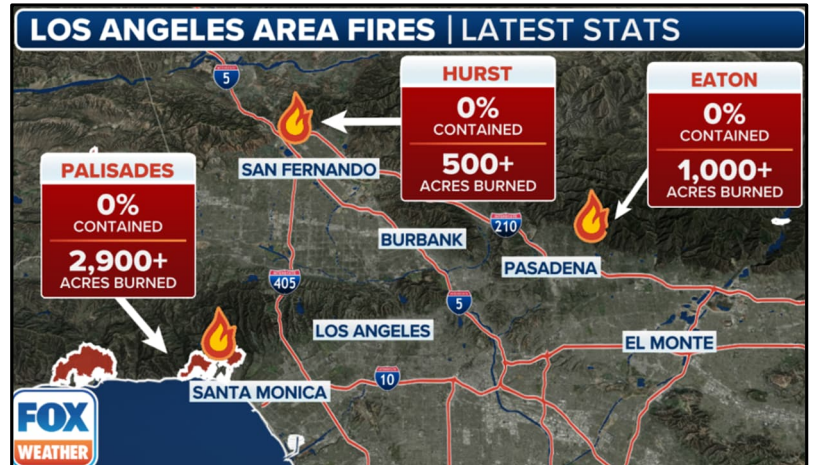 LOS ANGELES AREA FIRES | LATEST STATS
HURST
0%
CONTAINED
500+
ACRES BURNED
EATON
0%
CONTAINED
1,000+
ACRES BURNED
PALISADES
0%
CONTAINED
2,900+
ACRES BURNED
5
SAN FERNANDO
BURBANK
210
PASADENA
405
5
LOS ANGELES
EL MONTE
SANTA MONICA
10
FOX
WEATHER